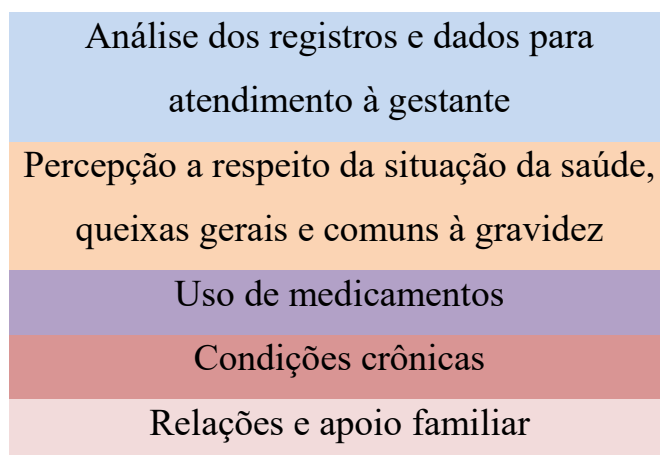 Análise dos registros e dados para
atendimento à gestante
Percepção a respeito da situação da saúde,
queixas gerais e comuns à gravidez
Uso de medicamentos
Condições crônicas
Relações e apoio familiar